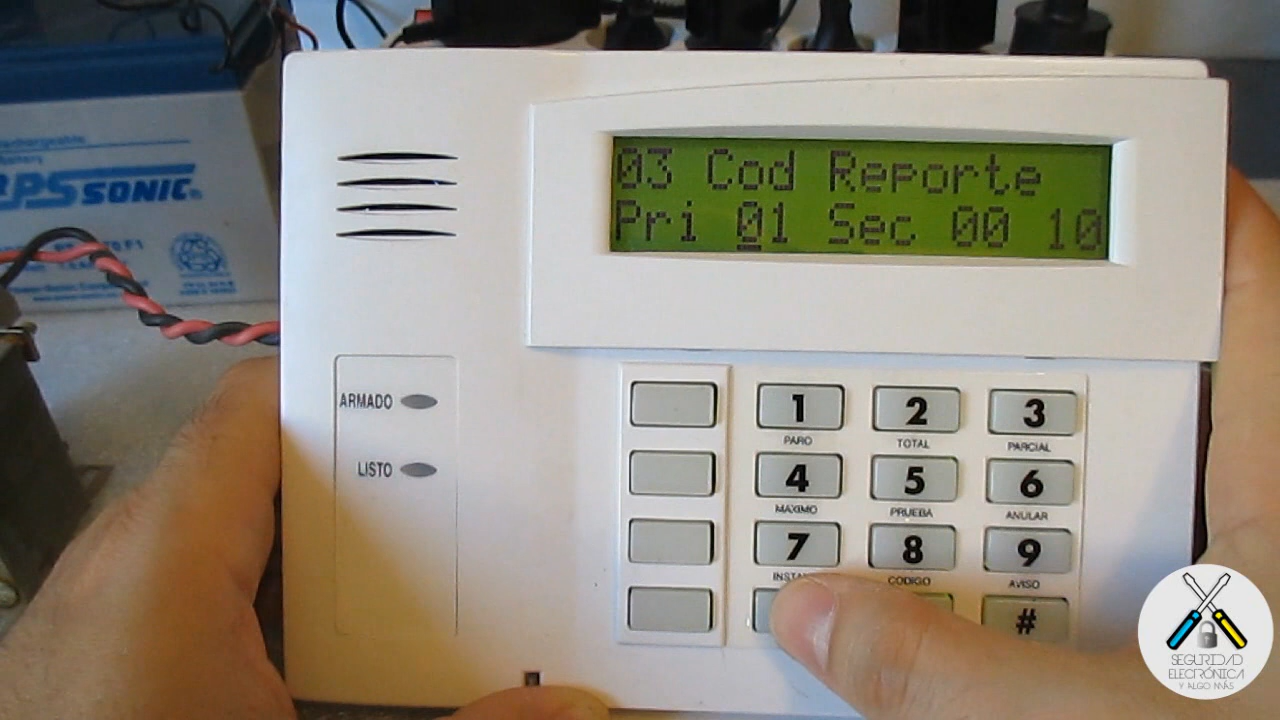 03 Cod Reporte
Pri 01 Sec 00 10
SONIC
ARMADO
LISTO
1
PARO
2
TOTAL
3
PARCIAL
4
MAXIMO
5
PRUEBA
6
ANULAR
7
8
CODIGO
9
AVISO
#
SEGURIDAD
ELECTRÓNICA
Y ALGO MÁS